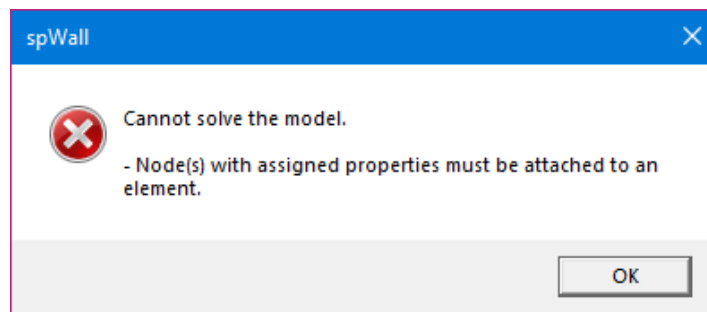 spWall
Cannot solve the model.
- Node(s) with assigned properties must be attached to an
element.
OK